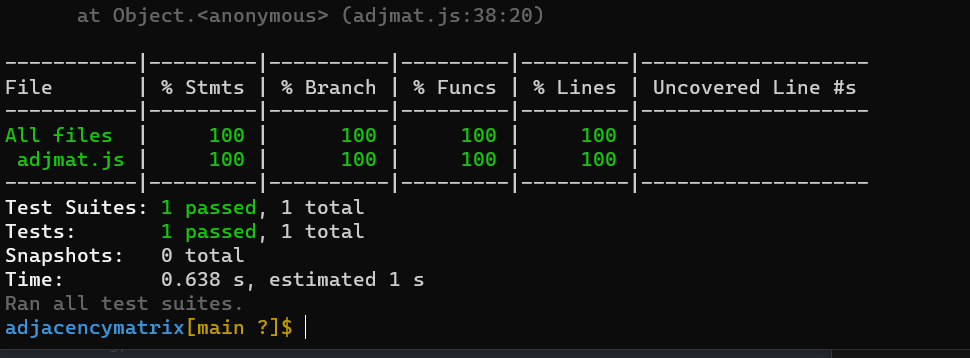 at Object.<anonymous> (adjmat.js:38:20)
-----------|---------|----------|---------|---------|-------------------
File       | % Stmts | % Branch | % Funcs | % Lines | Uncovered Line #s
-----------|---------|----------|---------|---------|-------------------
All files  |     100 |      100 |     100 |     100 |
 adjmat.js |     100 |      100 |     100 |     100 |
-----------|---------|----------|---------|---------|-------------------
Test Suites: 1 passed, 1 total
Tests:       1 passed, 1 total
Snapshots:   0 total
Time:        0.638 s, estimated 1 s
Ran all test suites.
adjacencymatrix[main ?]$